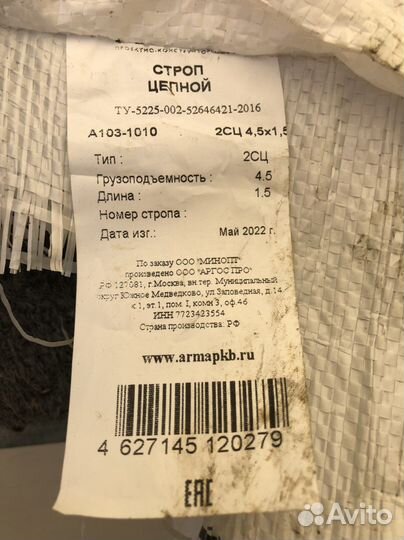 СТРОП
ЦЕПНОЙ
ТУ-5225-002-52646421-2016
А103-1010 2СЦ 4,5х1,5
Тип : 2СЦ
Грузоподъемность : 4.5
Длина : 1.5
Номер стропа :
Дата изг.: Май 2022 г.
По заказу ООО "МИНОПТ"
произведено ООО "АРГОС ПРО"
РФ 127081, г.Москва, вн.тер. Муниципальный
округ Южное Медведково, ул Заповедная, д.14
к 1, эт.1, пом. I, комн 3, оф.46
ИНН 7723423554
Страна производства: РФ
www.armapkb.ru
4 627145 120279
ЕАС
Avito